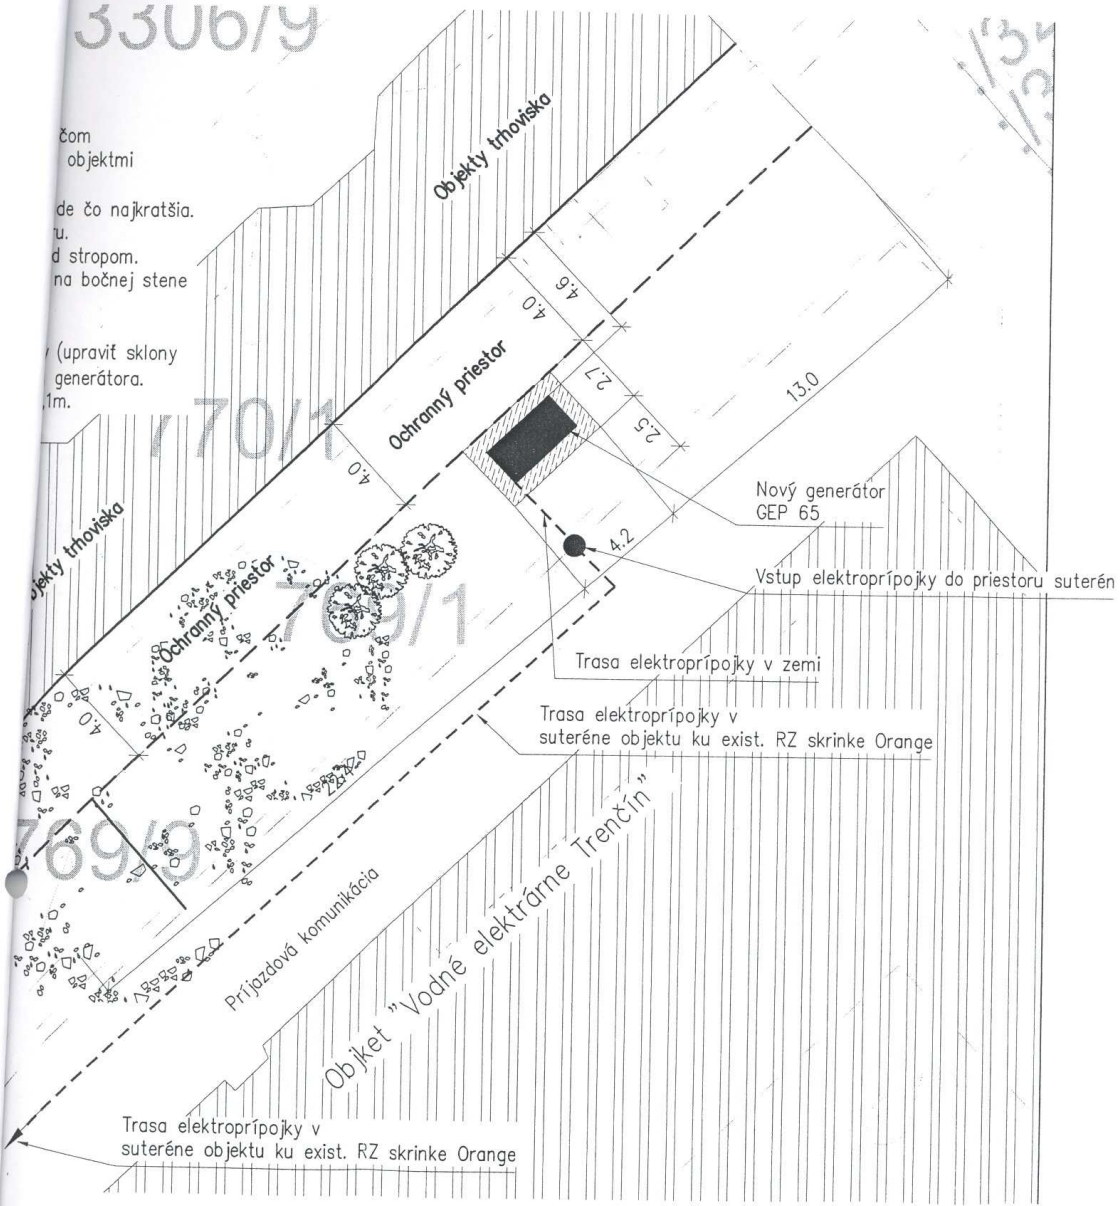 3306/9
čom
objektmi
de čo najkratšia.
u.
d stropom.
na bočnej stene
(upraviť sklony
generátora.
1m.
Objekty trhoviska
4.6
4.0
Ochranný priestor
2.7
2.5
13.0
770/1
4.0
Nový generátor
GEP 65
4.2
Vstup elektroprípojky do priestoru suterén
bjekty trhoviska
Ochranný priestor
769/1
Trasa elektroprípojky v zemi
Trasa elektroprípojky v
suteréne objektu ku exist. RZ skrinke Orange
4.0
22.4
769/9
Príjazdová komunikácia
Objket "Vodné elektrárne Trenčín"
Trasa elektroprípojky v
suteréne objektu ku exist. RZ skrinke Orange